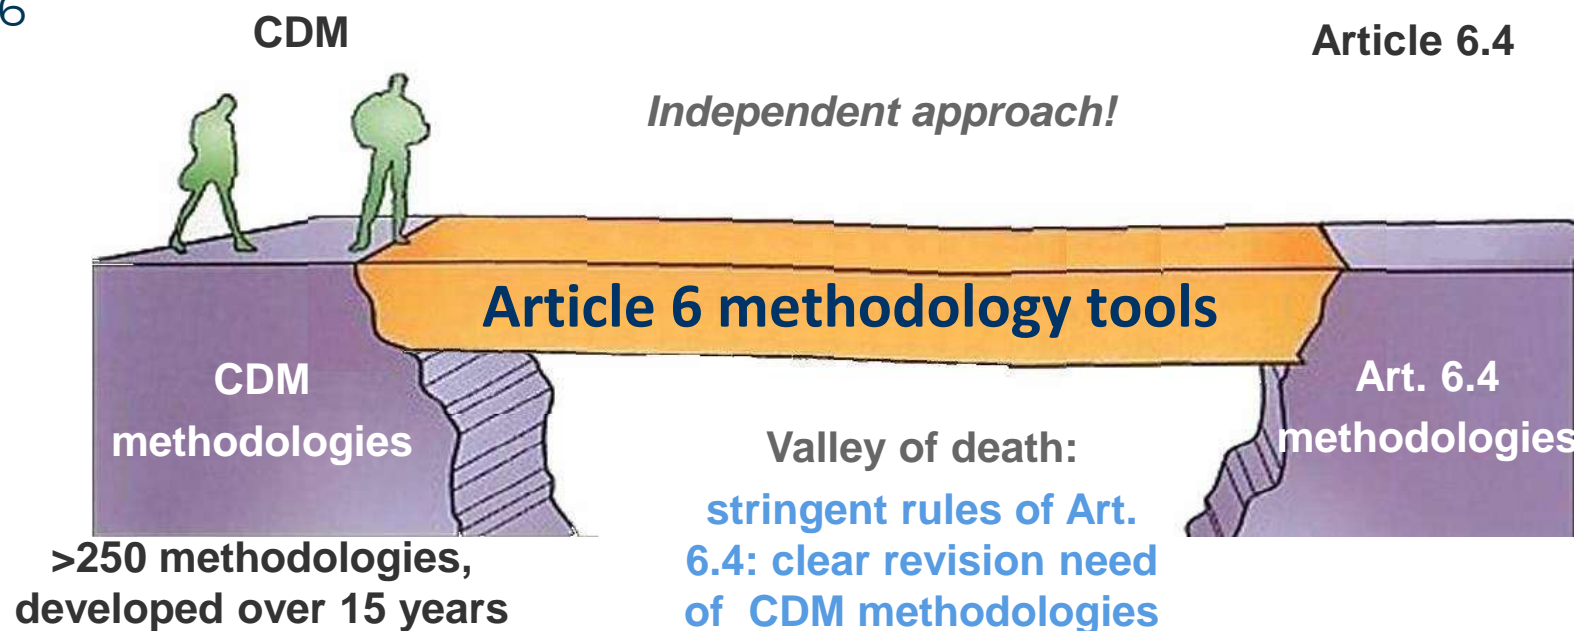 6
CDM
Article 6.4
Independent approach!
Article 6 methodology tools
CDM
methodologies
Art. 6.4
methodologies
Valley of death:
stringent rules of Art.
6.4: clear revision need
of CDM methodologies
>250 methodologies,
developed over 15 years